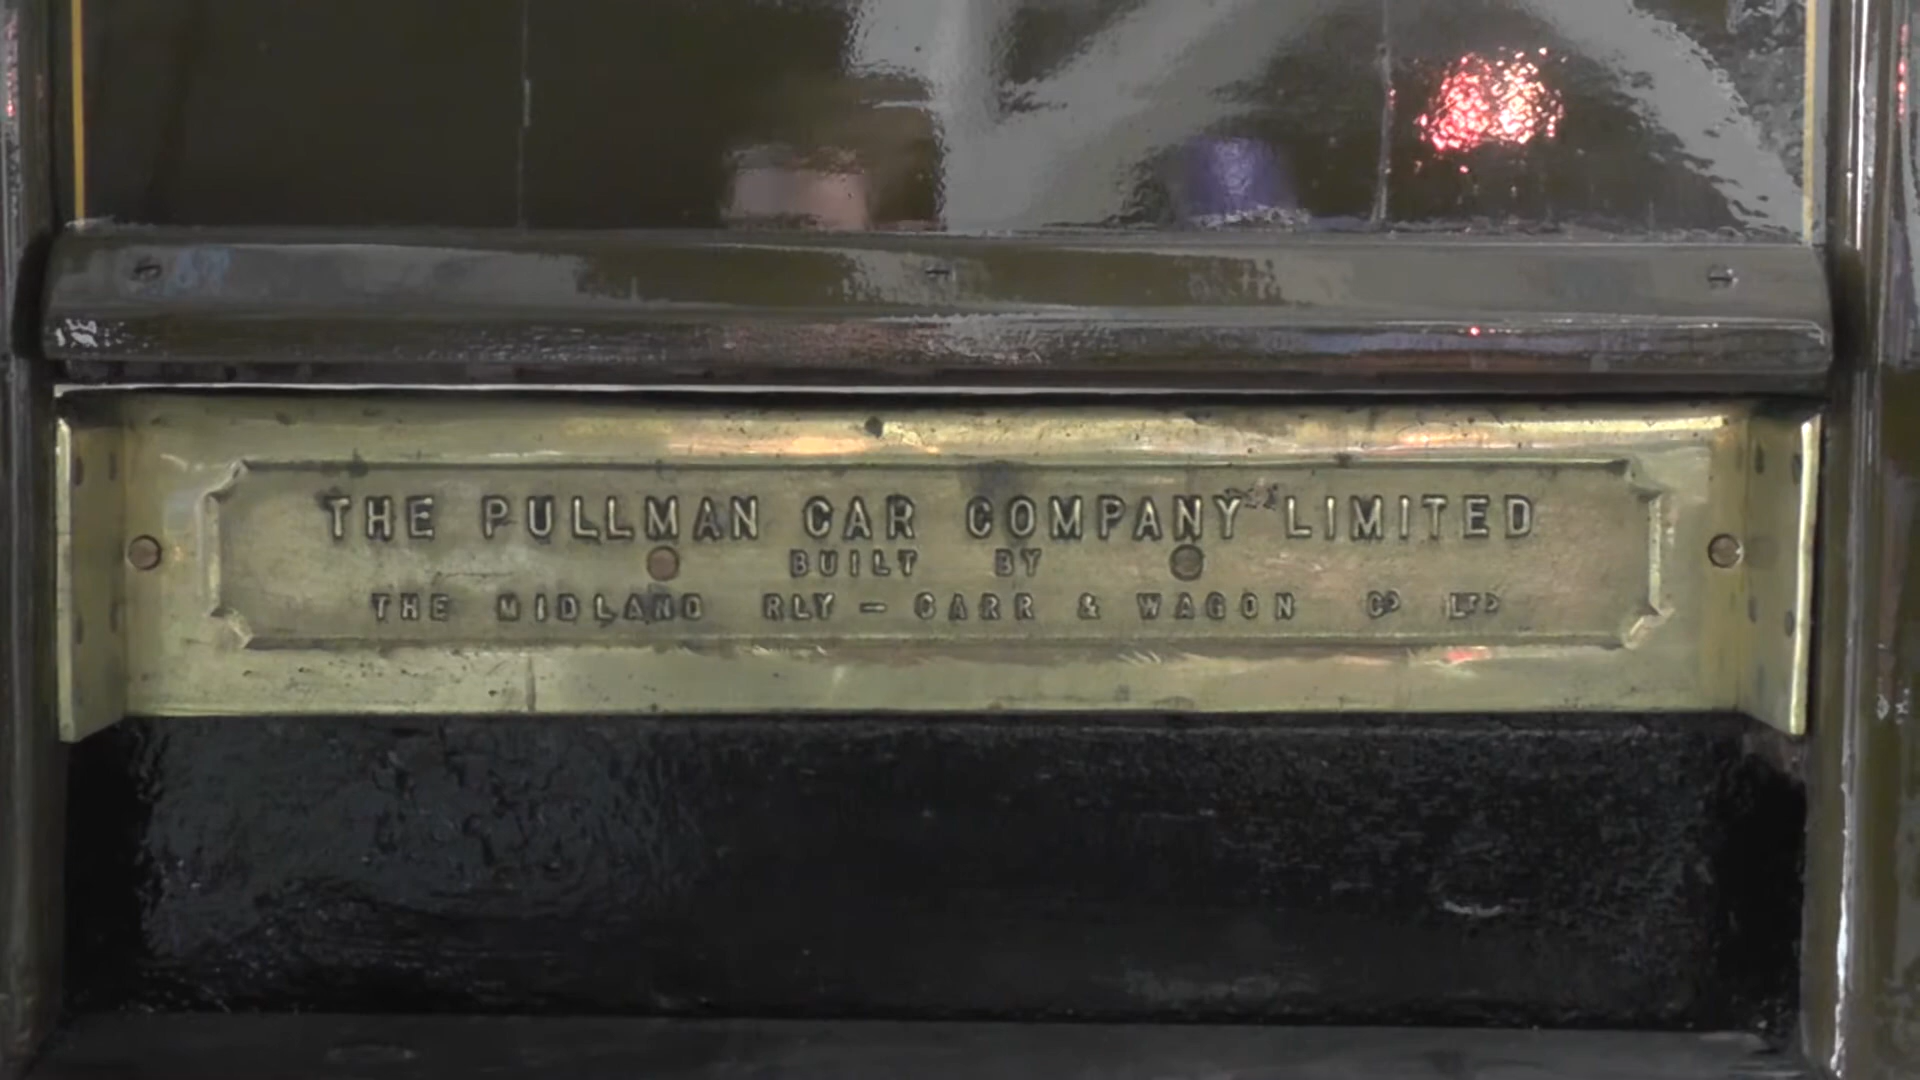 THE PULLMAN CAR COMPANY LIMITED
BUILT BY
THE MIDLAND RLY - CARR & WAGON Cº LTD